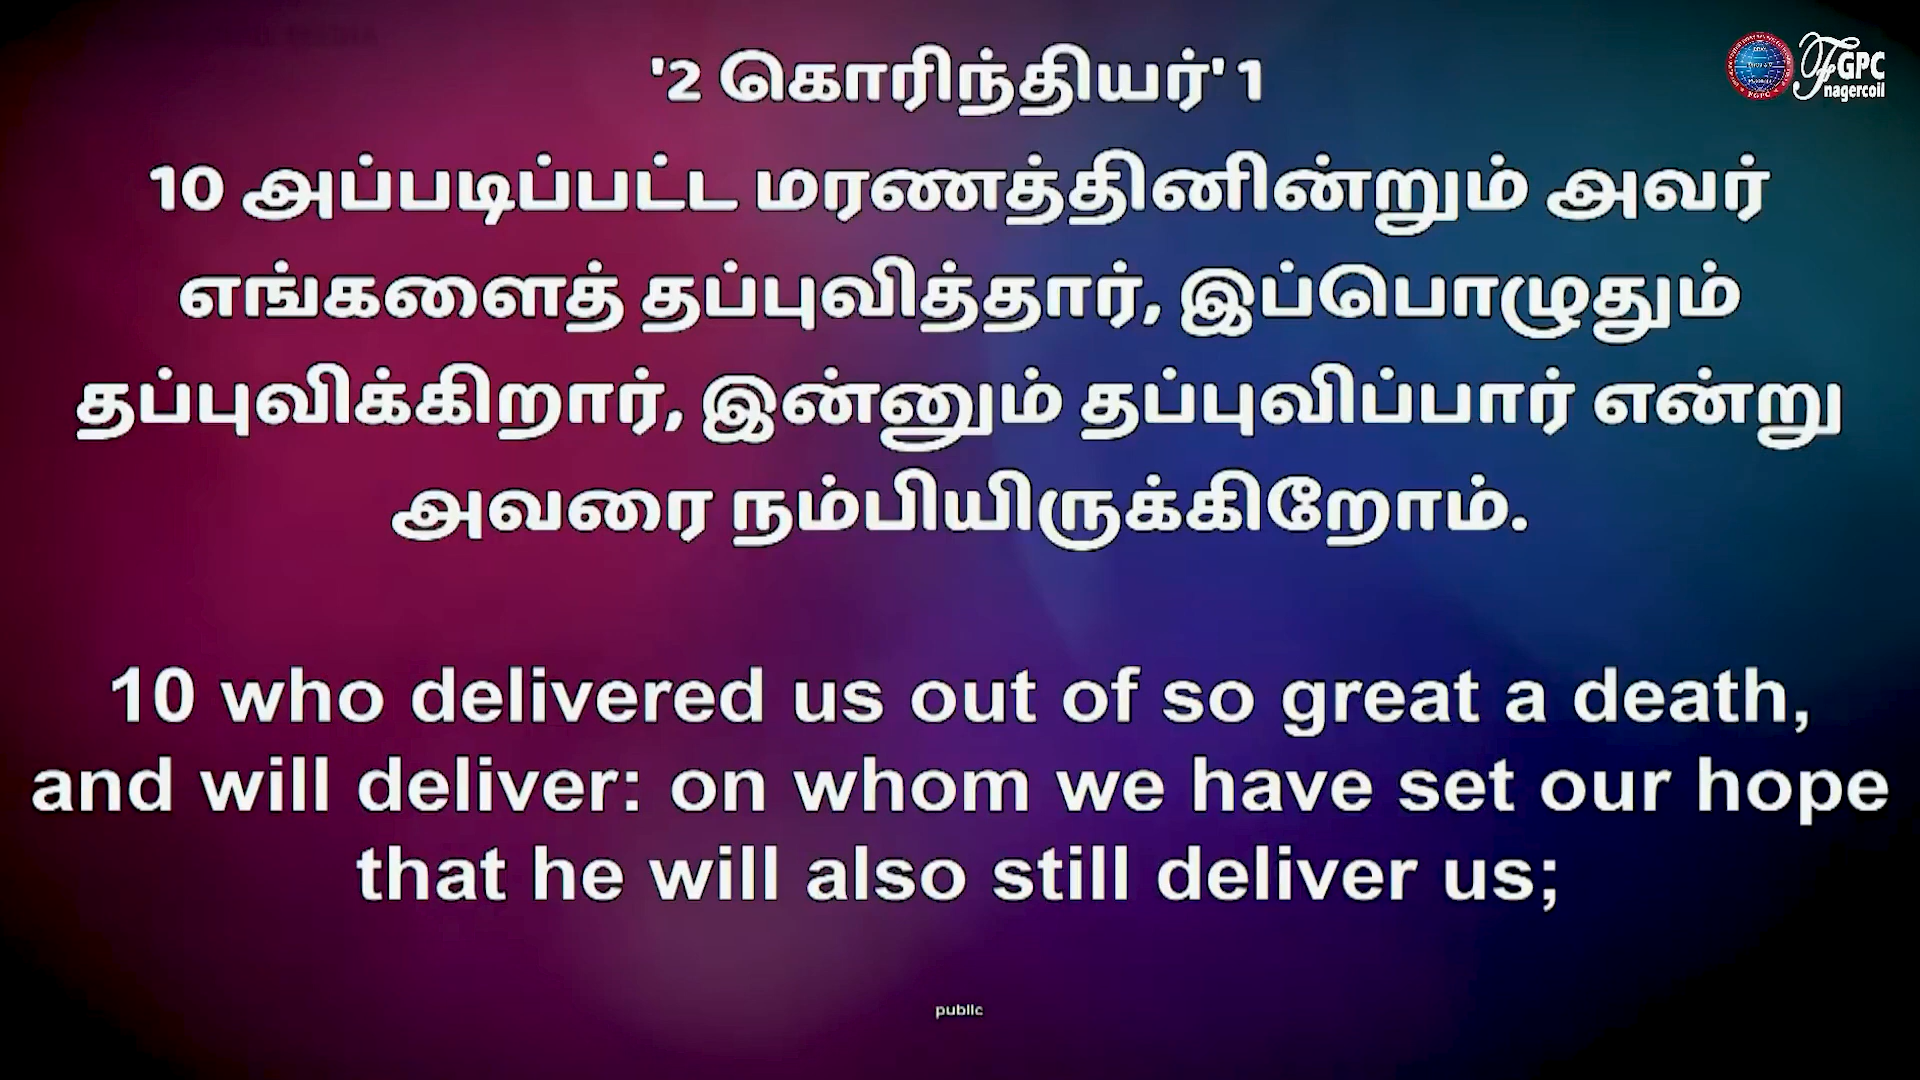 '2 கொரிந்தியர்' 1
10 அப்படிப்பட்ட மரணத்தினின்றும் அவர்
எங்களைத் தப்புவித்தார், இப்பொழுதும்
தப்புவிக்கிறார், இன்னும் தப்புவிப்பார் என்று
அவரை நம்பியிருக்கிறோம்.
10 who delivered us out of so great a death,
and will deliver: on whom we have set our hope
that he will also still deliver us;
public
FGPC
nagercoil